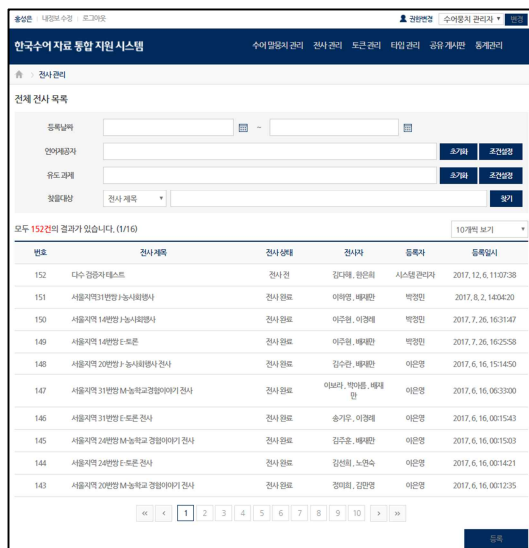 홍성은 | 내정보수정 | 로그아웃 권한변경 수어뭉치 관리자 변경
한국수어 자료 통합 지원 시스템 수어 말뭉치 관리 전사 관리 토큰 관리 타입 관리 공유 게시판 통계관리
전사 관리
전체 전사 목록
등록날짜 ~
언어제공자 초기화 조건설정
유도 과제 초기화 조건설정
찾을대상 전사 제목 찾기
모두 152건의 결과가 있습니다. (1/16) 10개씩 보기
번호 전사 제목 전사 상태 전사자 등록자 등록일시
152 다수 검증자 테스트 전사 전 김다해, 한은희 시스템 관리자 2017, 12, 6, 11:07:38
151 서울지역31번쌍 J-농사회행사 전사 완료 이하영, 배재만 박정민 2017, 8, 2, 14:04:20
150 서울지역 14번쌍 J-농사회행사 전사 완료 이주현, 이경례 박정민 2017, 7, 26, 16:31:47
149 서울지역 14번쌍 E-토론 전사 완료 이주현, 배재만 박정민 2017, 7, 26, 16:25:58
148 서울지역 20번쌍 J- 농사회행사 전사 전사 완료 김수란, 배재만 이은영 2017, 6, 16, 15:14:50
147 서울지역 31번쌍 M-농학교경험이야기 전사 전사 완료 이보라, 박아름, 배재만 이은영 2017, 6, 16, 06:33:00
146 서울지역 31번쌍 E-토론 전사 전사 완료 송기우, 이경례 이은영 2017, 6, 16, 00:15:43
145 서울지역 24번쌍 M-농학교 경험이야기 전사 전사 완료 김주훈, 배재만 이은영 2017, 6, 16, 00:15:03
144 서울지역 24번쌍 E-토론 전사 전사 완료 김선희, 노연숙 이은영 2017, 6, 16, 00:14:21
143 서울지역 20번쌍 M-농학교 경험이야기 전사 전사 완료 정미희, 김만영 이은영 2017, 6, 16, 00:12:35
« ‹ 1 2 3 4 5 6 7 8 9 10 › »
등록